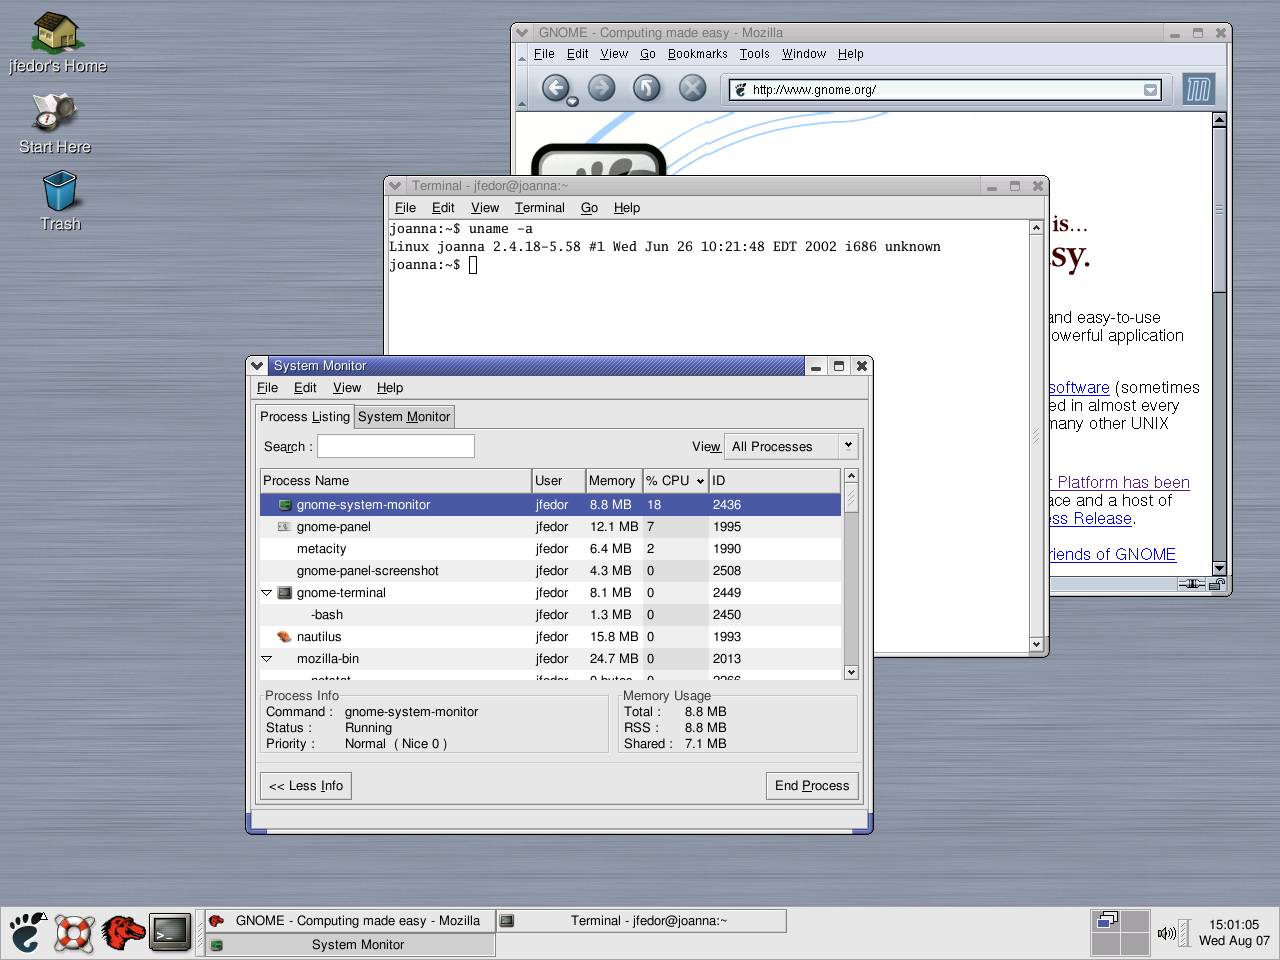 jfedor's Home
Start Here
Trash
GNOME - Computing made easy - Mozilla
File Edit View Go Bookmarks Tools Window Help
http://www.gnome.org/
is...
sy.
and easy-to-use
owerful application
software (sometimes
ed in almost every
many other UNIX
r Platform has been
ace and a host of
ess Release.
riends of GNOME
Terminal - jfedor@joanna:~
File Edit View Terminal Go Help
joanna:~$ uname -a
Linux joanna 2.4.18-5.58 #1 Wed Jun 26 10:21:48 EDT 2002 i686 unknown
joanna:~$
System Monitor
File Edit View Help
Process Listing System Monitor
Search : View All Processes
Process Name User Memory % CPU ID
gnome-system-monitor jfedor 8.8 MB 18 2436
gnome-panel jfedor 12.1 MB 7 1995
metacity jfedor 6.4 MB 2 1990
gnome-panel-screenshot jfedor 4.3 MB 0 2508
gnome-terminal jfedor 8.1 MB 0 2449
-bash jfedor 1.3 MB 0 2450
nautilus jfedor 15.8 MB 0 1993
mozilla-bin jfedor 24.7 MB 0 2013
netstat jfedor 0 bytes 0 2266
Process Info
Command : gnome-system-monitor
Status : Running
Priority : Normal ( Nice 0 )
Memory Usage
Total : 8.8 MB
RSS : 8.8 MB
Shared : 7.1 MB
<< Less Info End Process
GNOME - Computing made easy - Mozilla
Terminal - jfedor@joanna:~
System Monitor
15:01:05
Wed Aug 07